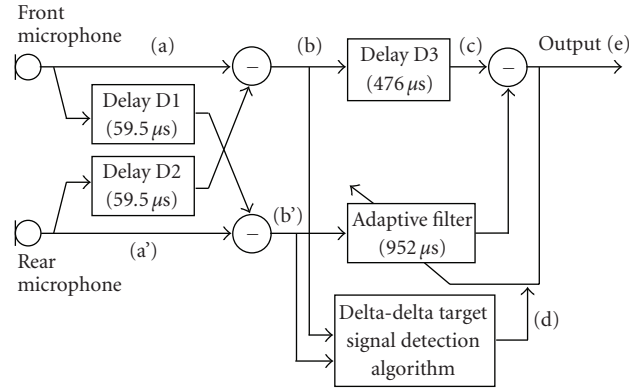 Front
microphone
(a)
(b)
Delay D3
(476 μs)
(c)
Output (e)
−
−
Delay D1
(59.5 μs)
Delay D2
(59.5 μs)
(b’)
−
Adaptive filter
(952 μs)
(a’)
Rear
microphone
(d)
Delta-delta target
signal detection
algorithm